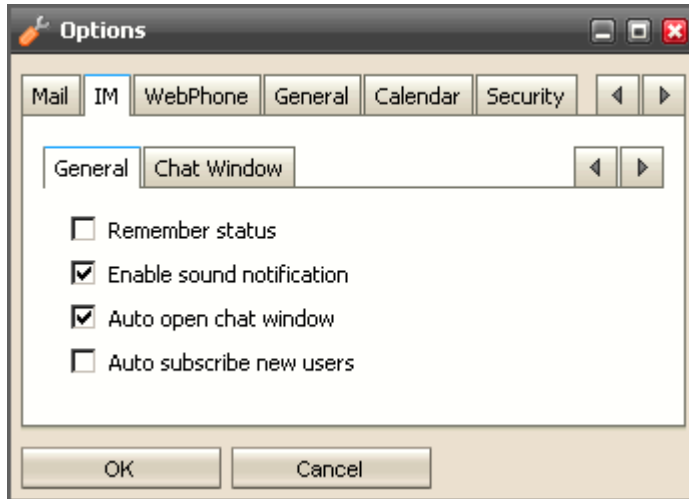 Options
Mail IM WebPhone General Calendar Security
General Chat Window
Remember status
Enable sound notification
Auto open chat window
Auto subscribe new users
OK Cancel